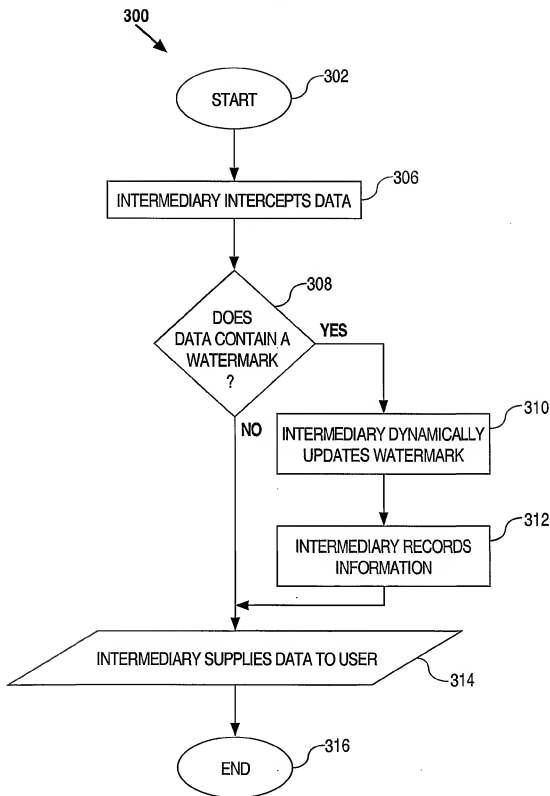 300
302
START
306
INTERMEDIARY INTERCEPTS DATA
308
DOES
DATA CONTAIN A
WATERMARK
?
YES
NO
310
INTERMEDIARY DYNAMICALLY
UPDATES WATERMARK
312
INTERMEDIARY RECORDS
INFORMATION
INTERMEDIARY SUPPLIES DATA TO USER
314
316
END